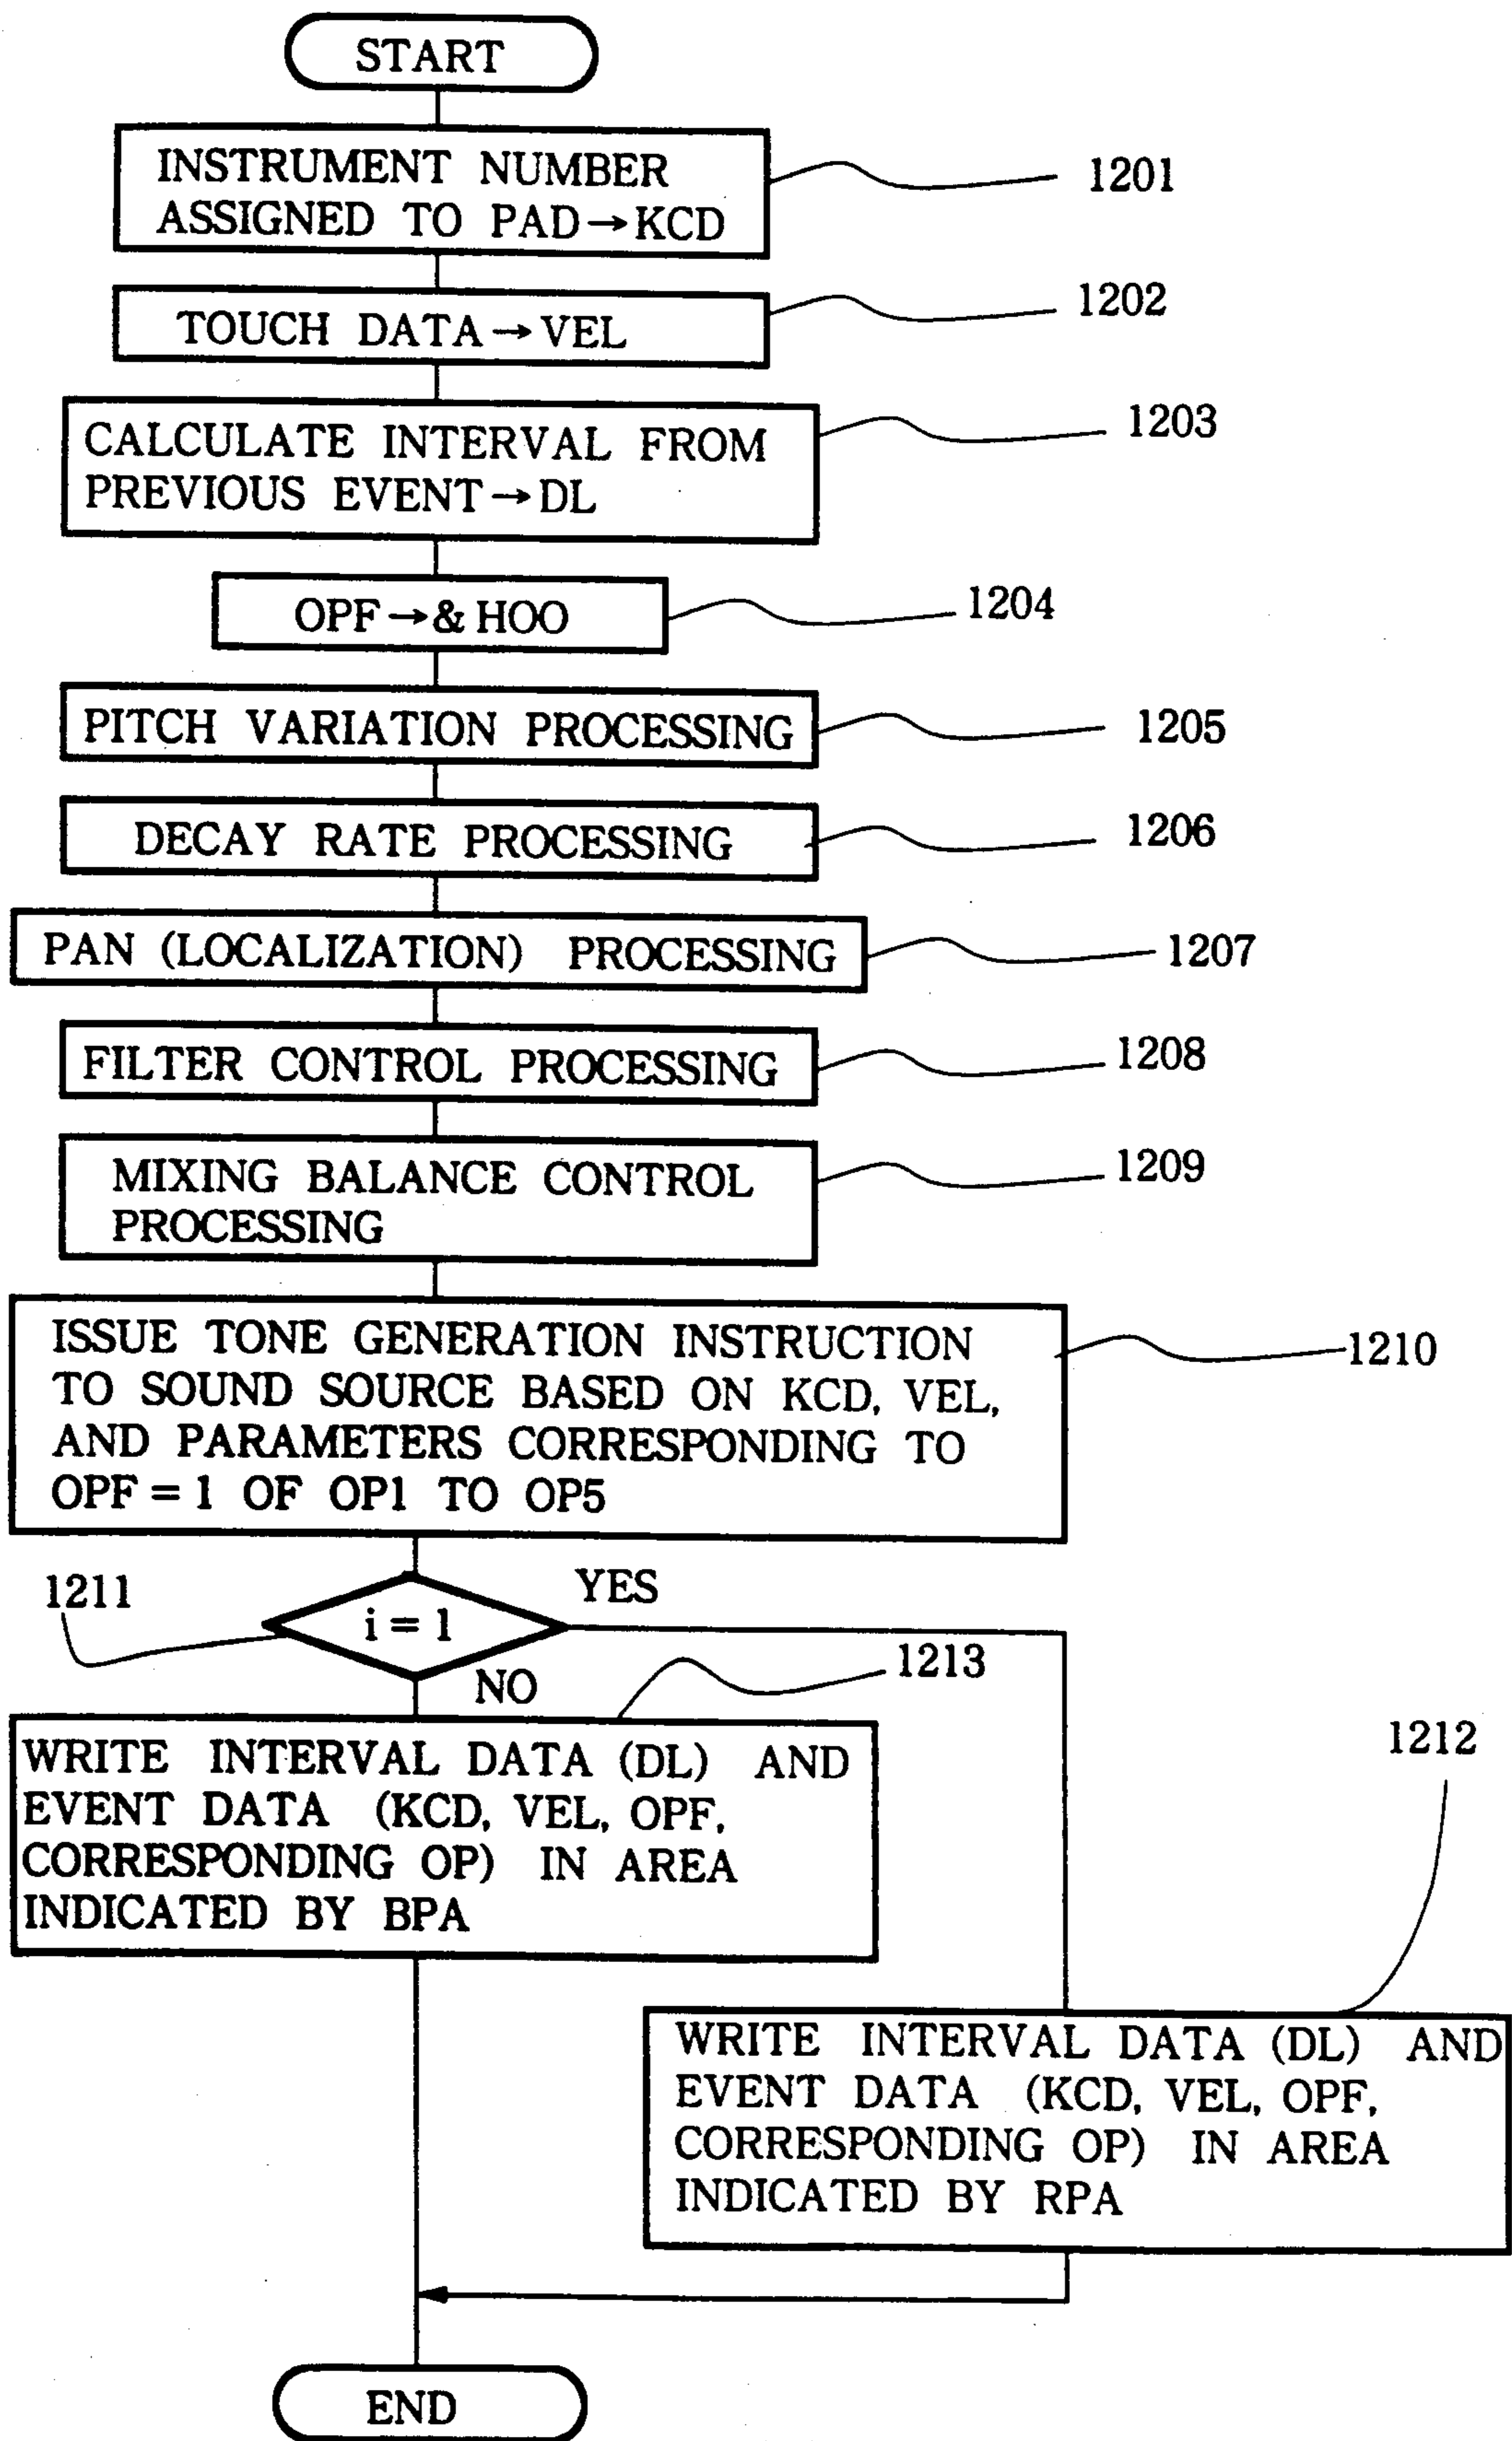 START
INSTRUMENT NUMBER
ASSIGNED TO PAD→KCD
1201
TOUCH DATA→VEL
1202
CALCULATE INTERVAL FROM
PREVIOUS EVENT→DL
1203
OPF→& HOO
1204
PITCH VARIATION PROCESSING
1205
DECAY RATE PROCESSING
1206
PAN (LOCALIZATION) PROCESSING
1207
FILTER CONTROL PROCESSING
1208
MIXING BALANCE CONTROL
PROCESSING
1209
ISSUE TONE GENERATION INSTRUCTION
TO SOUND SOURCE BASED ON KCD, VEL,
AND PARAMETERS CORRESPONDING TO
OPF = 1 OF OP1 TO OP5
1210
1211
i = 1
YES
NO
1213
WRITE INTERVAL DATA (DL) AND
EVENT DATA (KCD, VEL, OPF,
CORRESPONDING OP) IN AREA
INDICATED BY BPA
1212
WRITE INTERVAL DATA (DL) AND
EVENT DATA (KCD, VEL, OPF,
CORRESPONDING OP) IN AREA
INDICATED BY RPA
END